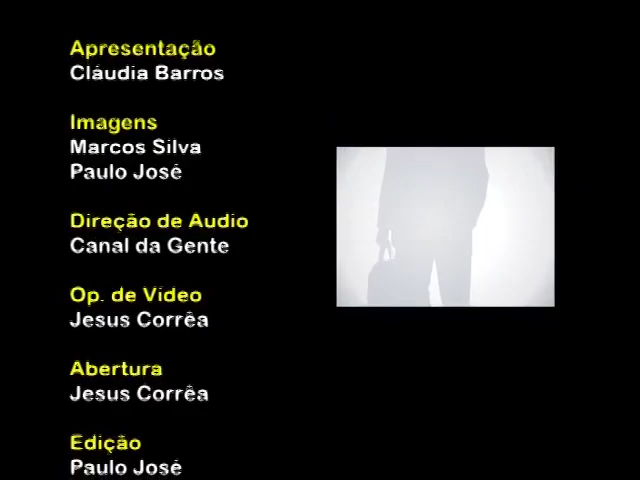 Apresentação
Cláudia Barros
Imagens
Marcos Silva
Paulo José
Direção de Audio
Canal da Gente
Op. de Vídeo
Jesus Corrêa
Abertura
Jesus Corrêa
Edição
Paulo José